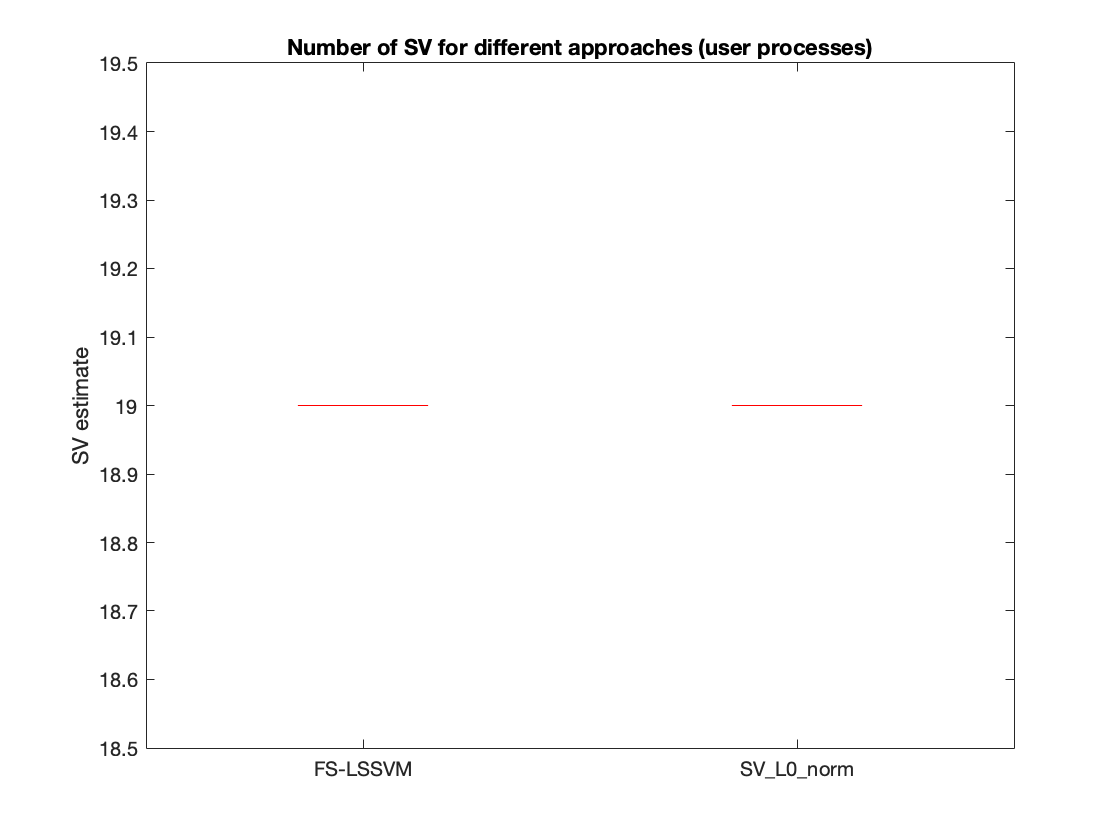 Number of SV for different approaches (user processes)
19.5
19.4
19.3
19.2
19.1
19
18.9
18.8
18.7
18.6
18.5
SV estimate
FS-LSSVM
SV_L0_norm